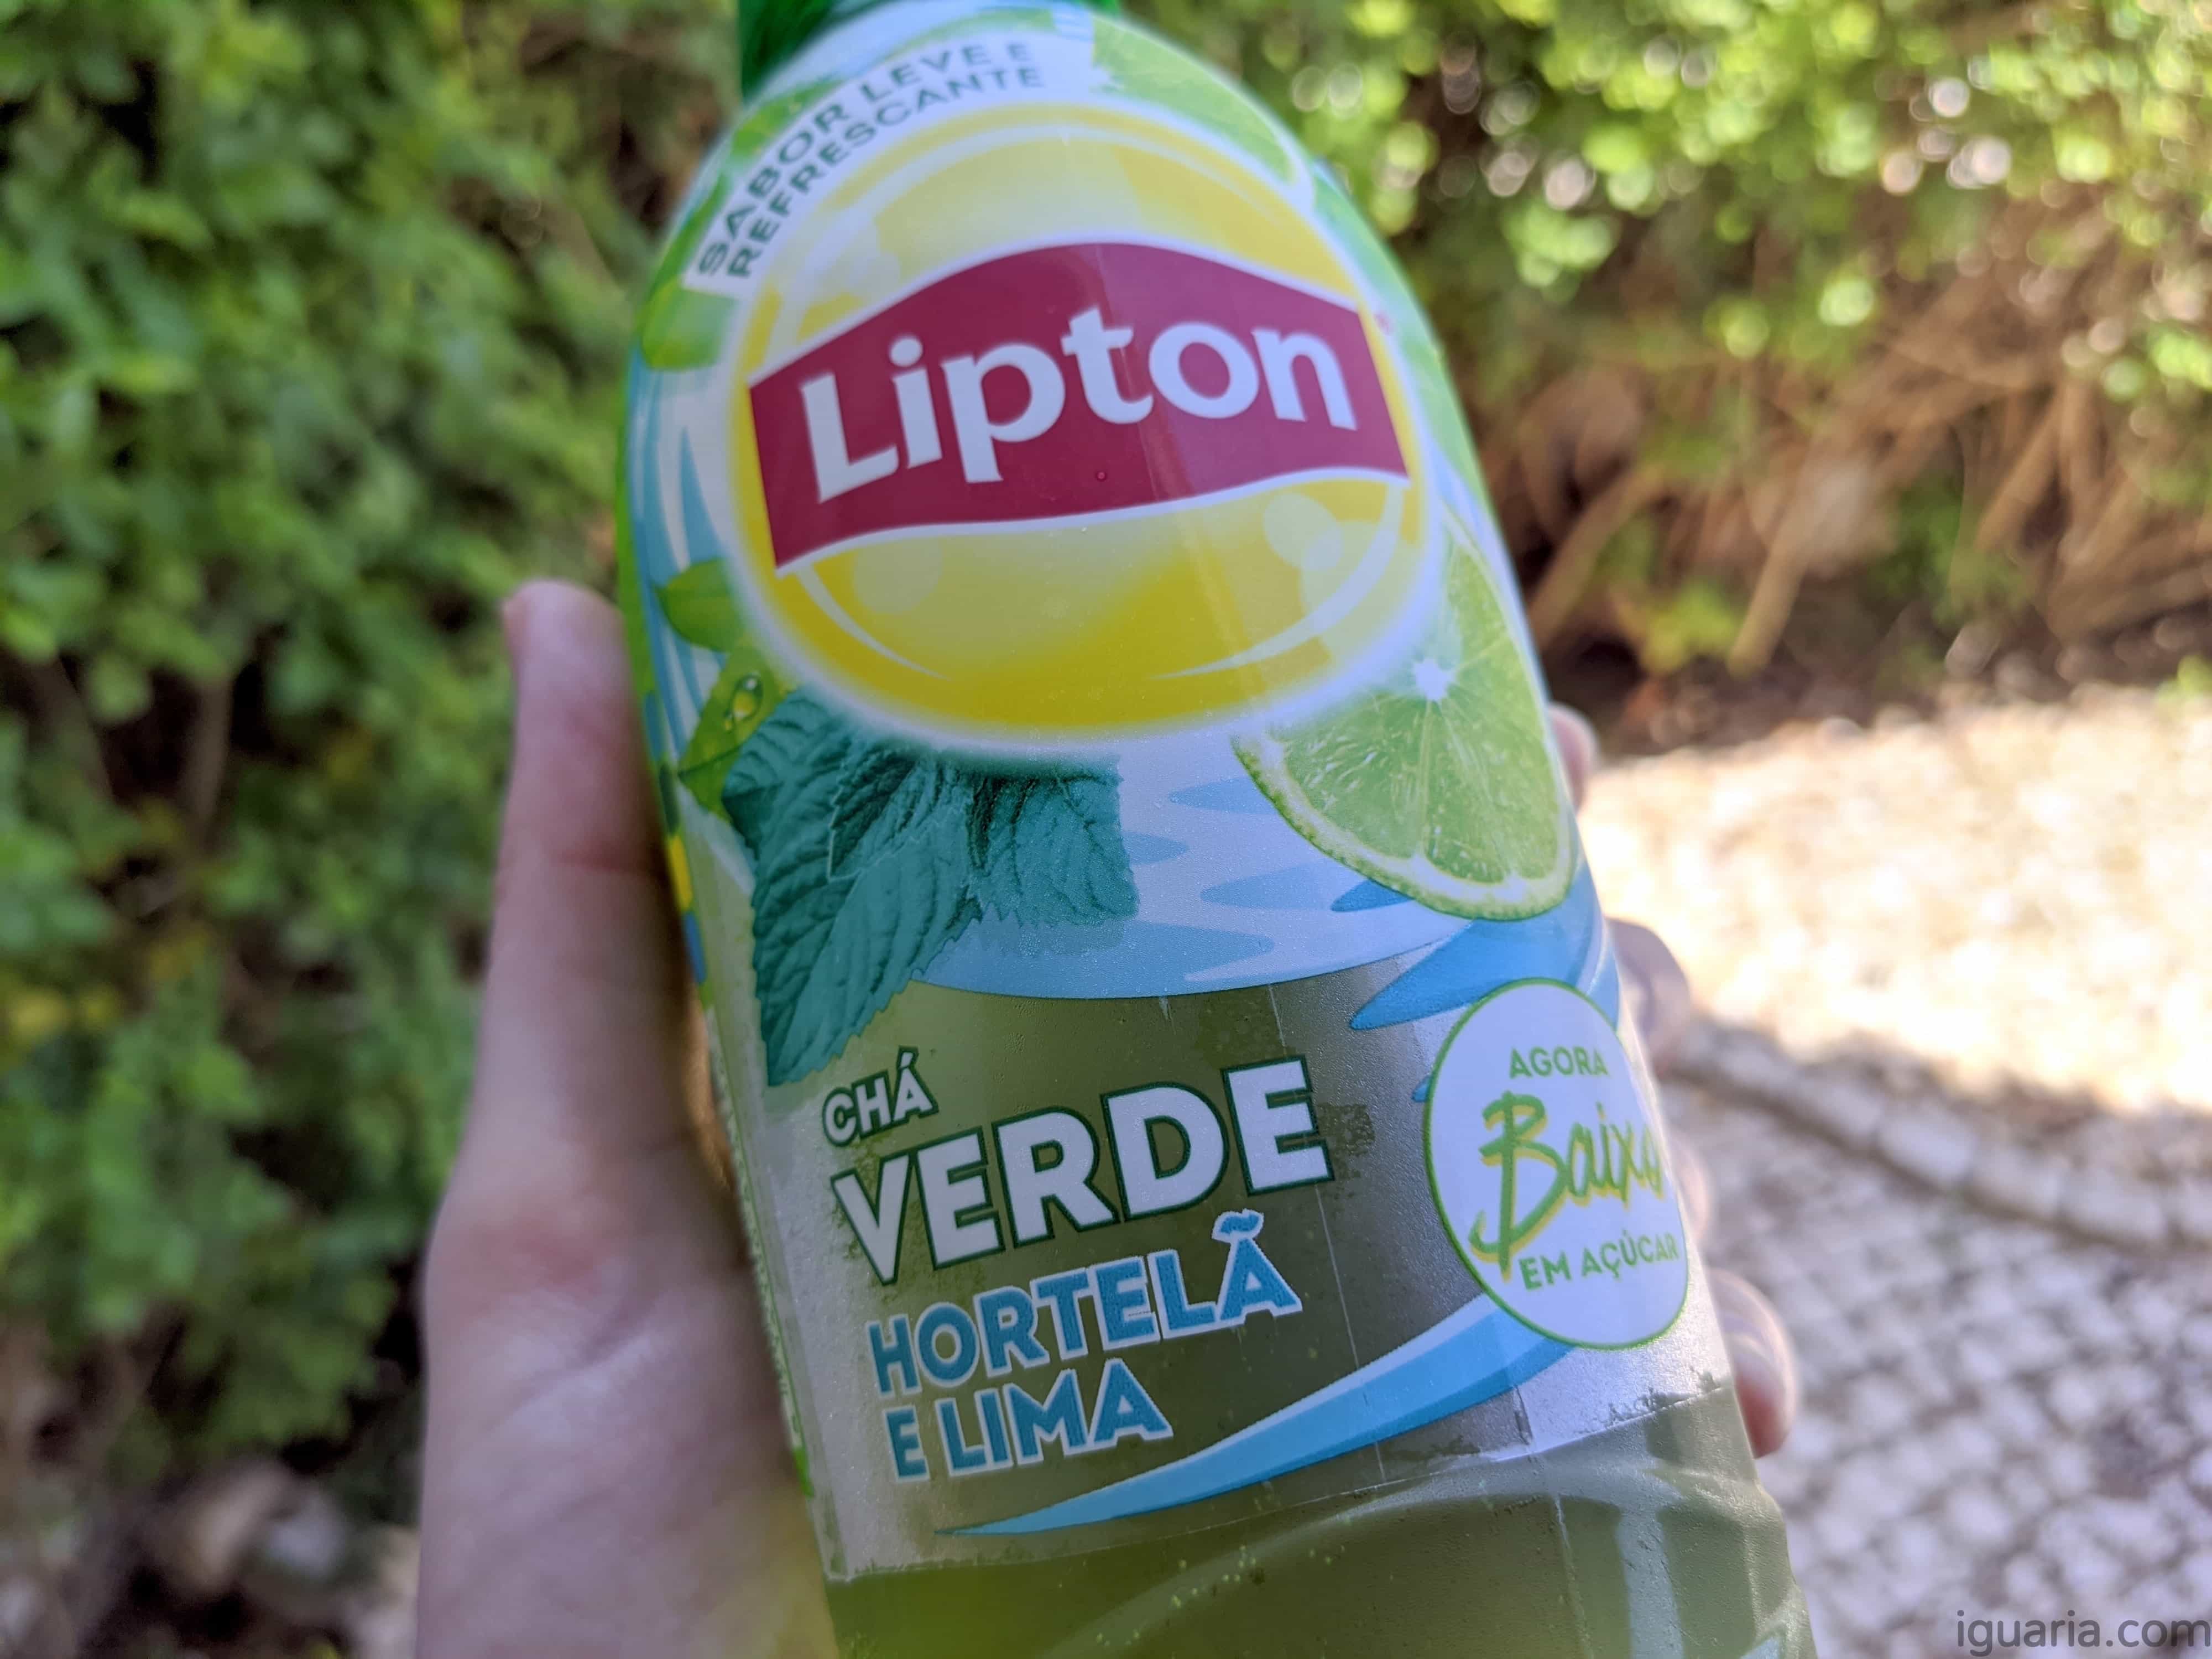 SABOR LEVE E
REFRESCANTE
Lipton
CHÁ
VERDE
HORTELÃ
E LIMA
AGORA
Baixo
EM AÇÚCAR
iguaria.com